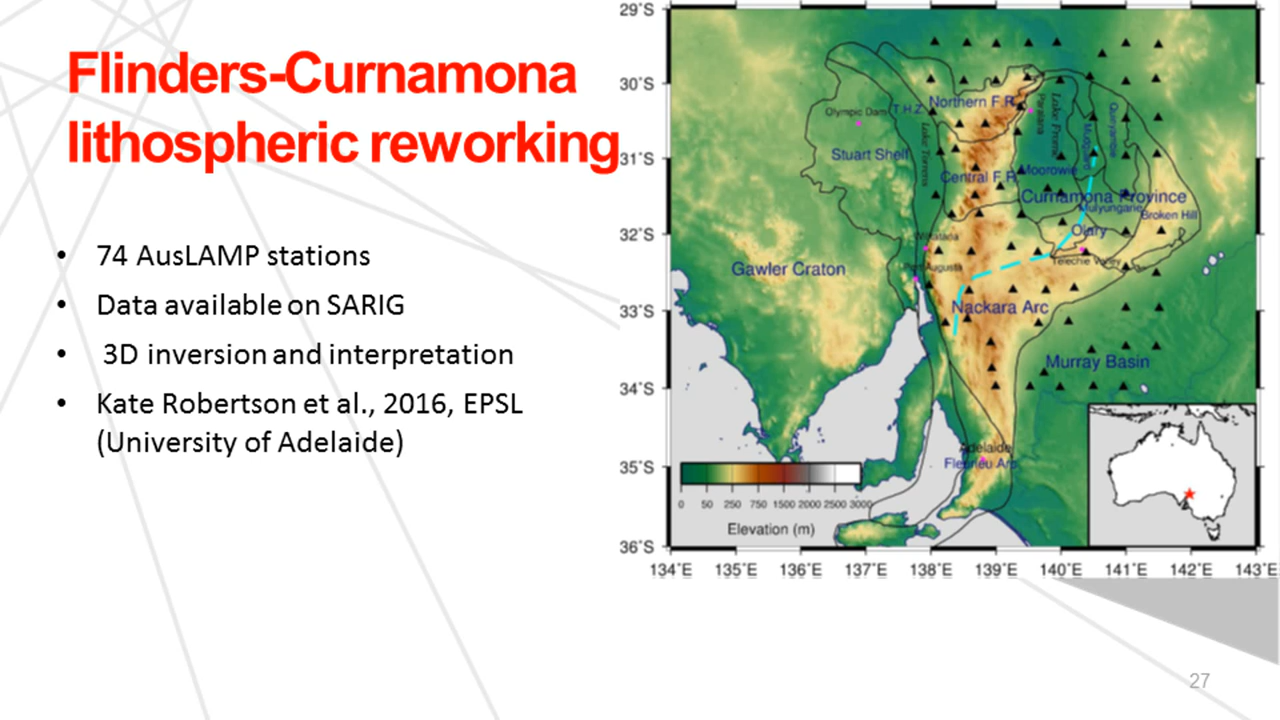 Flinders-Curnamona
lithospheric reworking
• 74 AusLAMP stations
• Data available on SARIG
• 3D inversion and interpretation
• Kate Robertson et al., 2016, EPSL
(University of Adelaide)
29˚S
30˚S
31˚S
32˚S
33˚S
34˚S
35˚S
36˚S
Northern F.R.
Olympic Dam
T.H.Z.
Paralana
Lake Frome
Quinyambie
Mudguard
Lake Torrens
Stuart Shelf
Central F.R.
Moorowie
Curnamona Province
Mulyungarie
Broken Hill
Olary
Telechie Valley
Port Augusta
Gawler Craton
Nackara Arc
Murray Basin
Adelaide
Fleurieu Arc
0 50 250 750 1500 2000 2500 3000
Elevation (m)
134˚E 135˚E 136˚E 137˚E 138˚E 139˚E 140˚E 141˚E 142˚E 143˚E
27